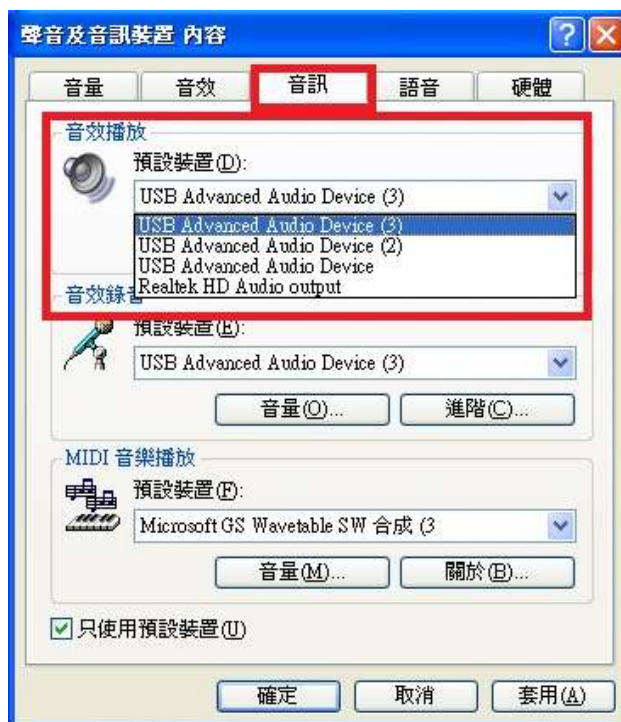 聲音及音訊裝置 內容
音量 音效 音訊 語音 硬體
音效播放
預設裝置(D):
USB Advanced Audio Device (3)
USB Advanced Audio Device (3)
USB Advanced Audio Device (2)
USB Advanced Audio Device
Realtek HD Audio output
音效錄音
預設裝置(E):
USB Advanced Audio Device (3)
音量(O)... 進階(C)...
MIDI 音樂播放
預設裝置(F):
Microsoft GS Wavetable SW 合成 (3
音量(M)... 關於(B)...
只使用預設裝置(U)
確定 取消 套用(A)